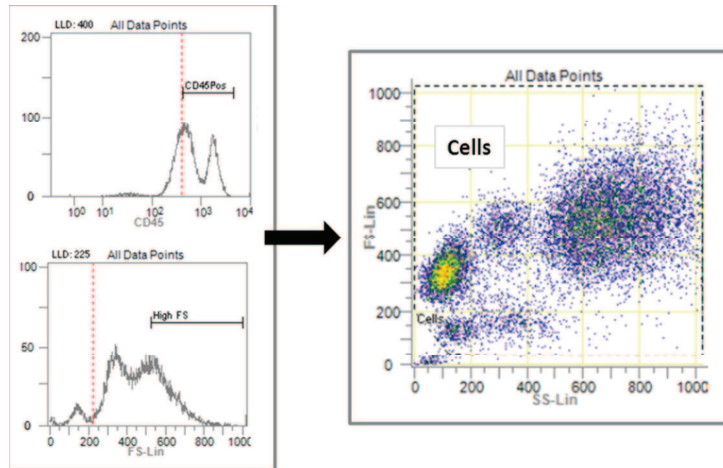 LLD: 400 All Data Points
200
CD45Pos
100
0
10⁰ 10¹ 10² 10³ 10⁴
CD45
LLD: 225 All Data Points
100
High FS
50
0
0 200 400 600 800 1000
FS-Lin
All Data Points
1000
Cells
800
600
FS-Lin
400
200
Cells
0
0 200 400 600 800 1000
SS-Lin